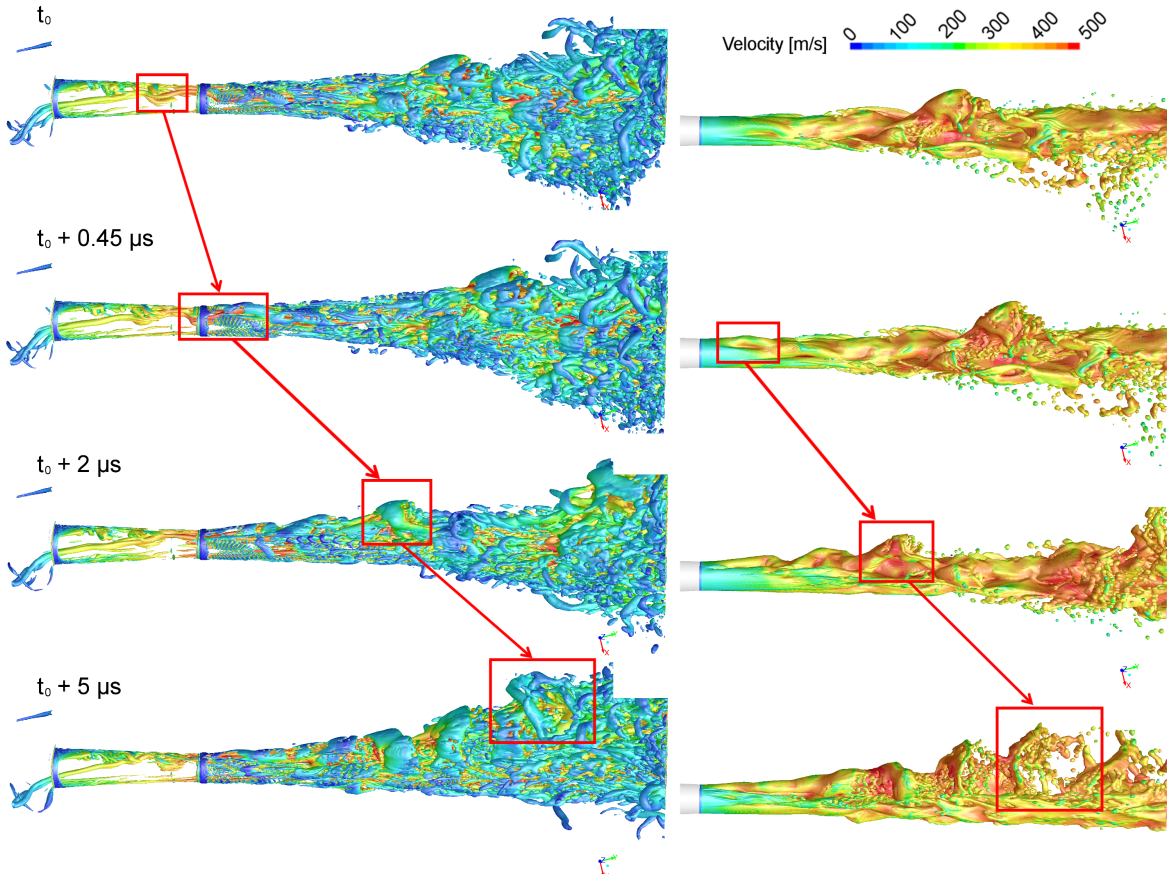 t₀
Velocity [m/s] 0 100 200 300 400 500
t₀ + 0.45 µs
t₀ + 2 µs
t₀ + 5 µs